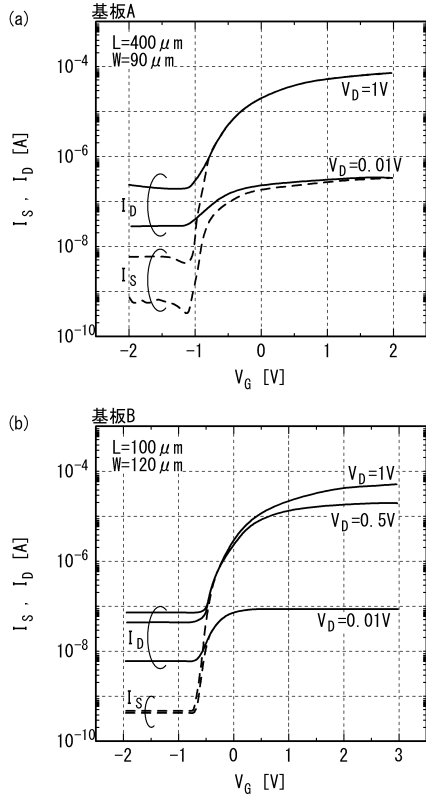 (a)
基板A
L=400μm
W=90μm
10⁻⁴
V_D=1V
10⁻⁶
V_D=0.01V
I_D
10⁻⁸
I_S
10⁻¹⁰
I_S , I_D [A]
-2 -1 0 1 2
V_G [V]
(b)
基板B
L=100μm
W=120μm
10⁻⁴
V_D=1V
V_D=0.5V
10⁻⁶
V_D=0.01V
I_D
10⁻⁸
I_S
10⁻¹⁰
I_S , I_D [A]
-2 -1 0 1 2 3
V_G [V]